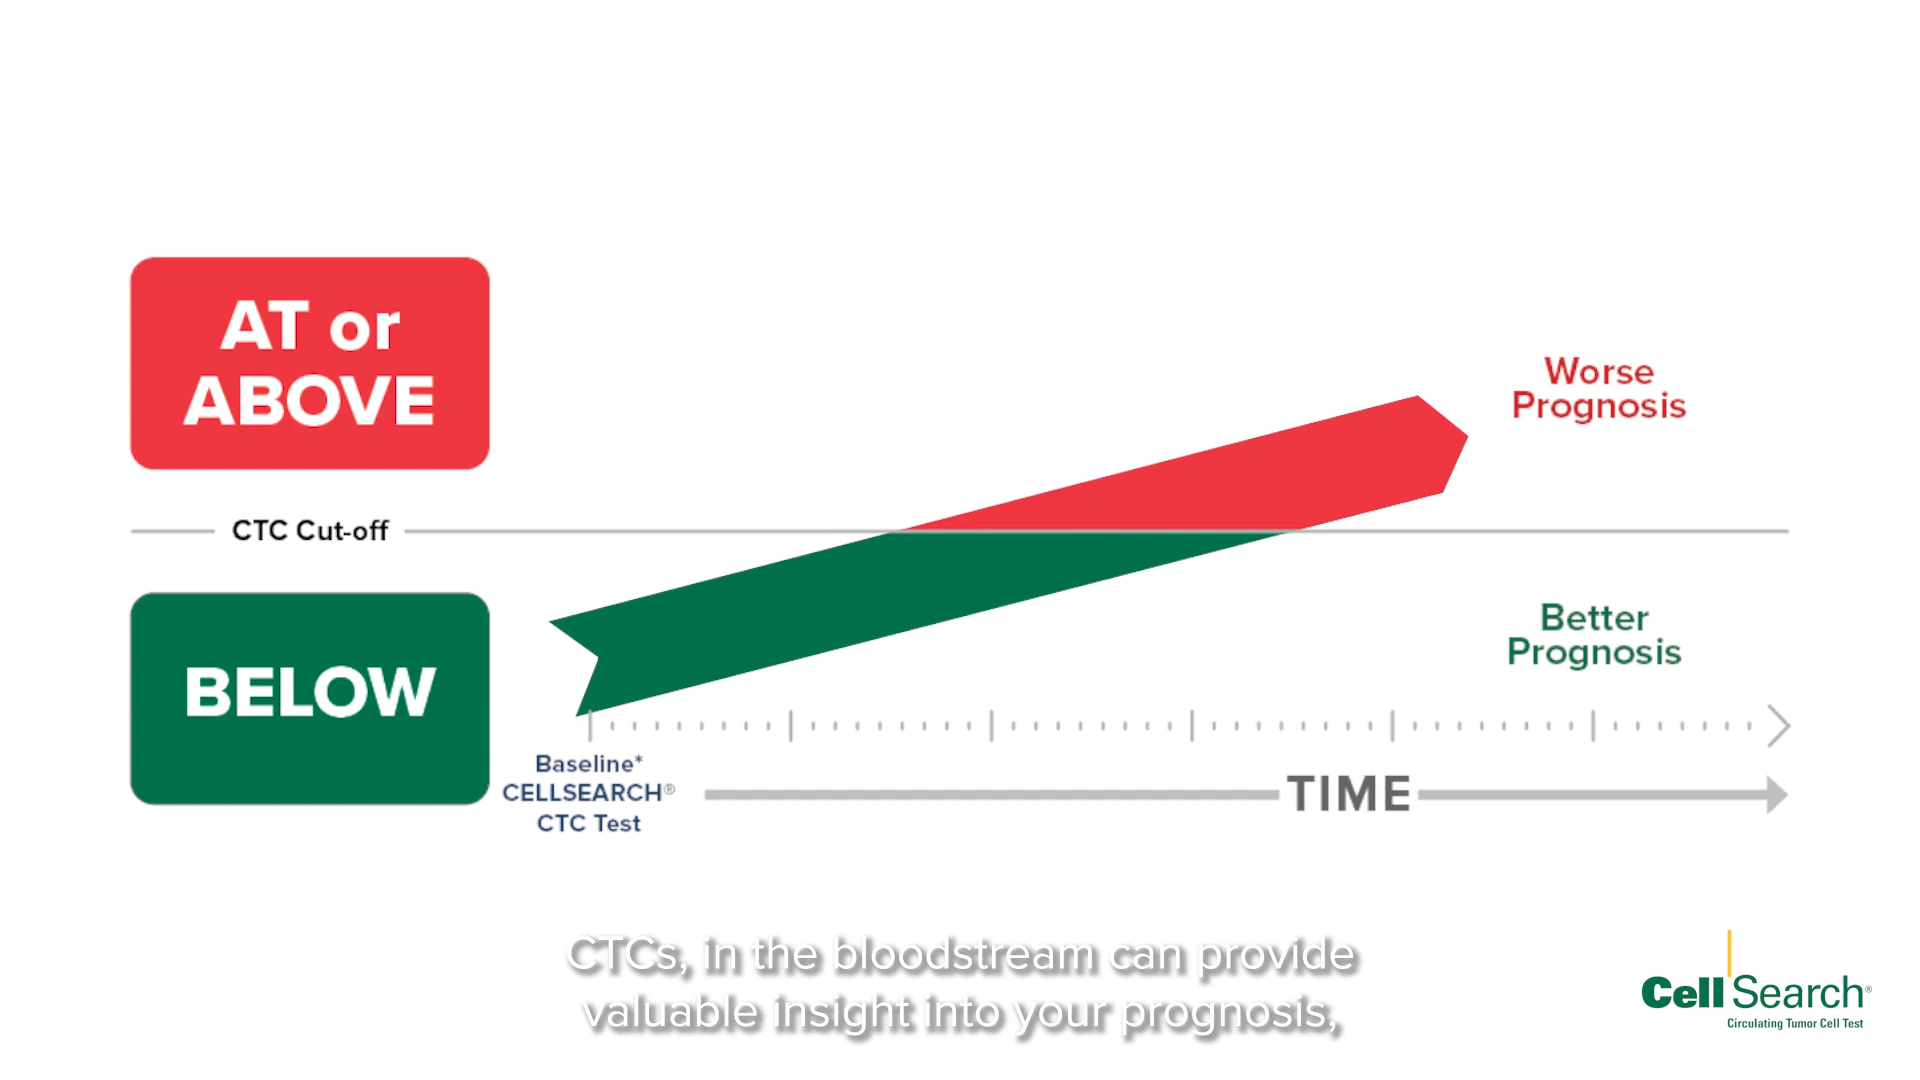 AT or
ABOVE
Worse
Prognosis
CTC Cut-off
BELOW
Better
Prognosis
Baseline*
CELLSEARCH®
CTC Test
TIME
CTCs, in the bloodstream can provide
valuable insight into your prognosis,
CellSearch®
Circulating Tumor Cell Test